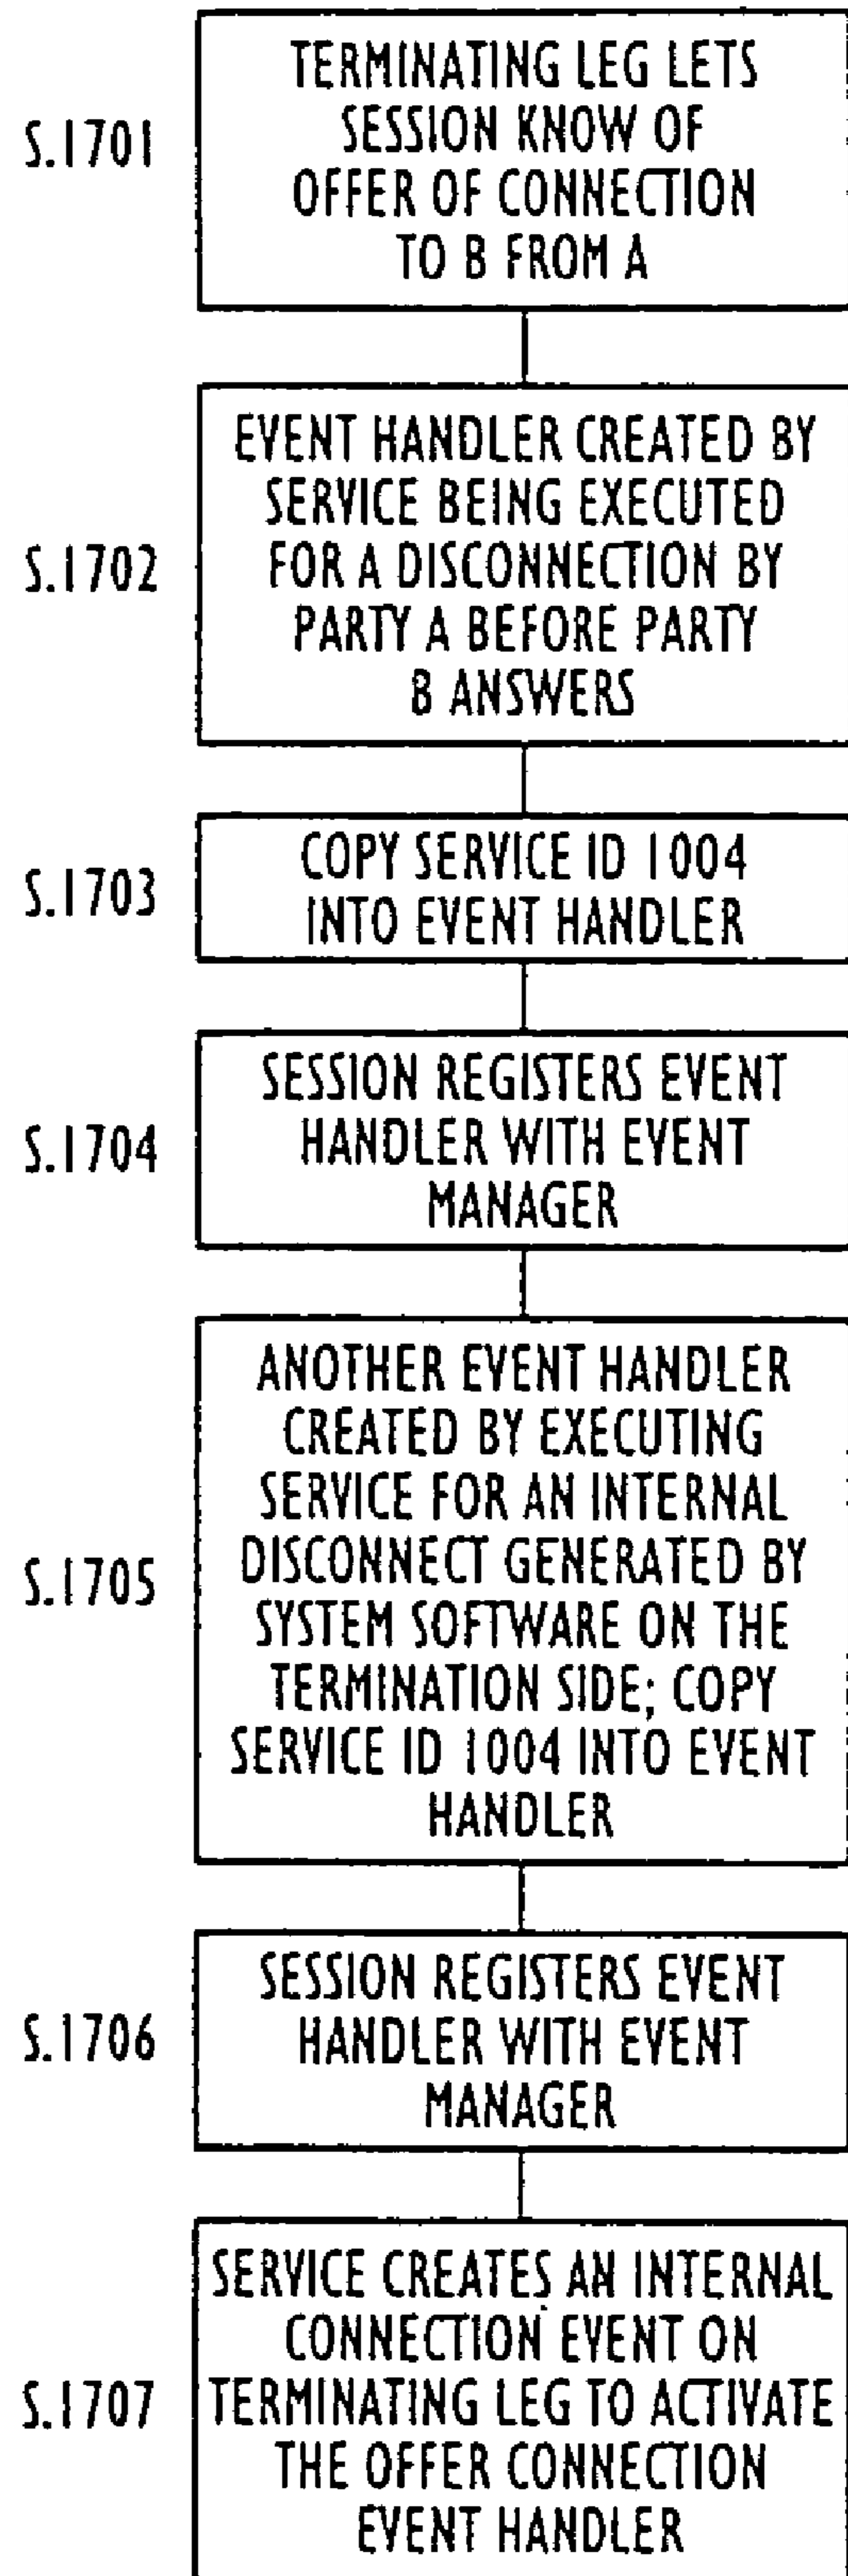 S.1701
TERMINATING LEG LETS
SESSION KNOW OF
OFFER OF CONNECTION
TO B FROM A
S.1702
EVENT HANDLER CREATED BY
SERVICE BEING EXECUTED
FOR A DISCONNECTION BY
PARTY A BEFORE PARTY
B ANSWERS
S.1703
COPY SERVICE ID 1004
INTO EVENT HANDLER
S.1704
SESSION REGISTERS EVENT
HANDLER WITH EVENT
MANAGER
S.1705
ANOTHER EVENT HANDLER
CREATED BY EXECUTING
SERVICE FOR AN INTERNAL
DISCONNECT GENERATED BY
SYSTEM SOFTWARE ON THE
TERMINATION SIDE; COPY
SERVICE ID 1004 INTO EVENT
HANDLER
S.1706
SESSION REGISTERS EVENT
HANDLER WITH EVENT
MANAGER
S.1707
SERVICE CREATES AN INTERNAL
CONNECTION EVENT ON
TERMINATING LEG TO ACTIVATE
THE OFFER CONNECTION
EVENT HANDLER